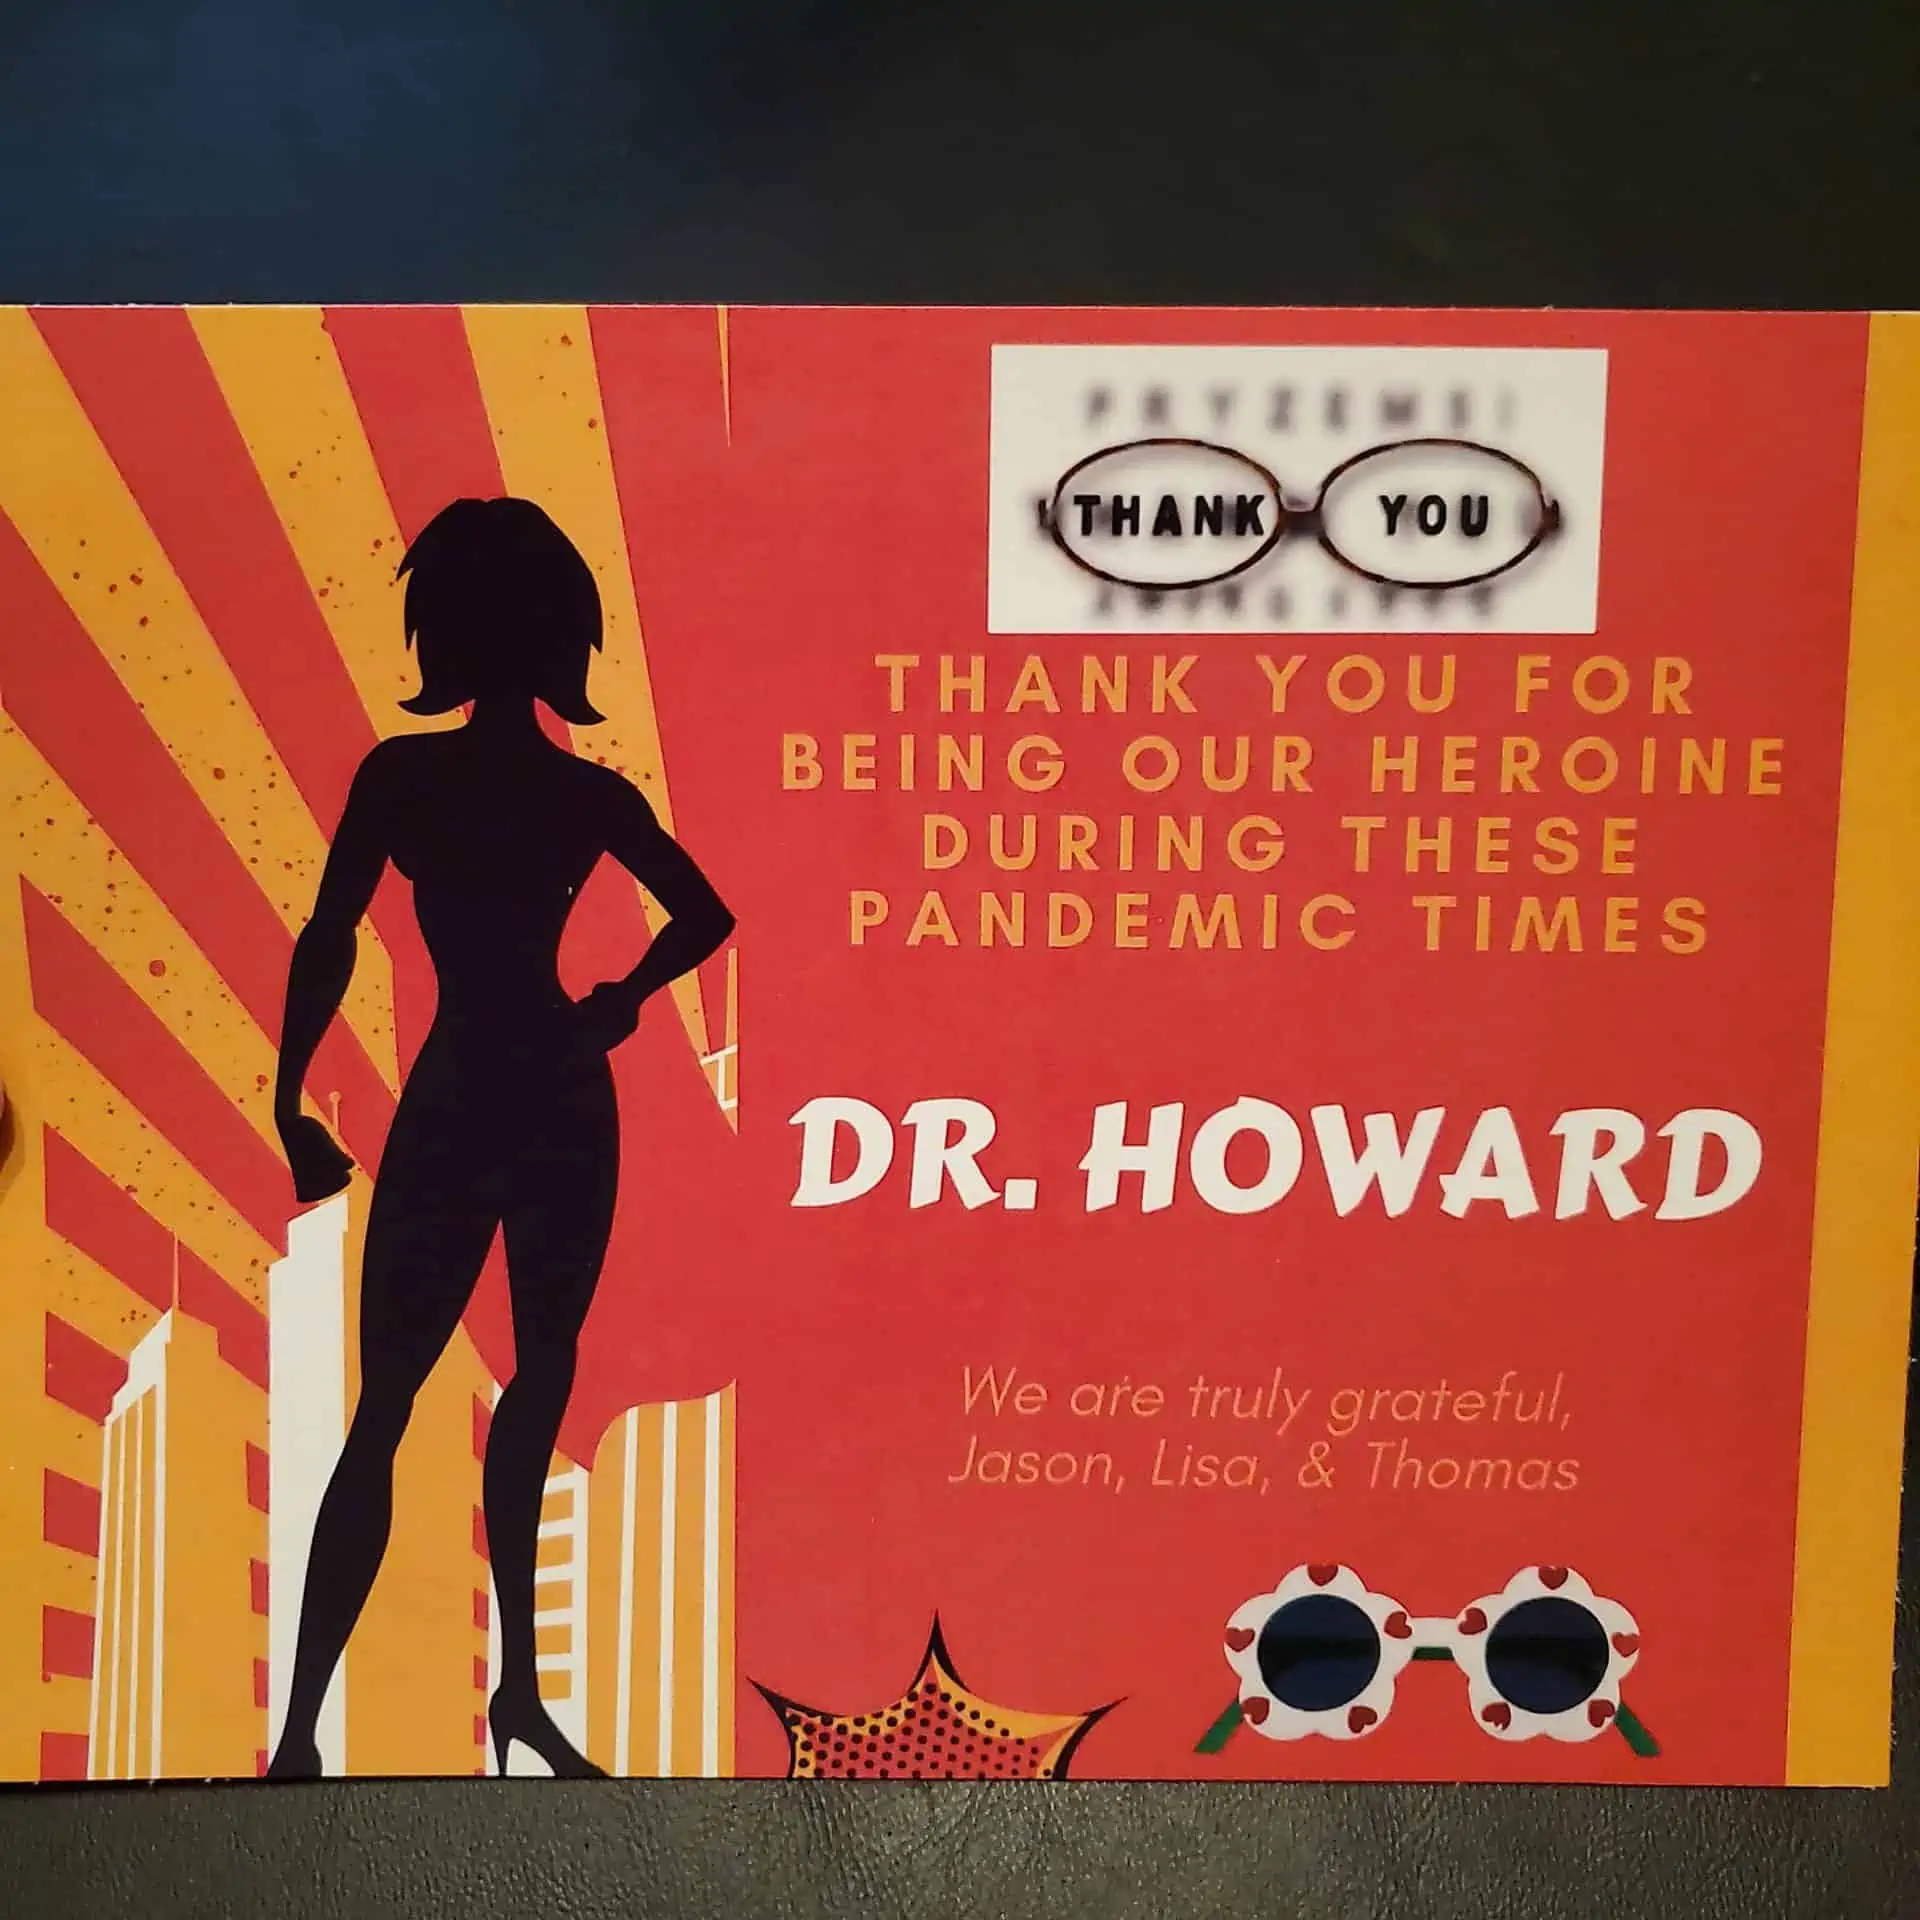 THANK YOU
THANK YOU FOR
BEING OUR HEROINE
DURING THESE
PANDEMIC TIMES
DR. HOWARD
We are truly grateful,
Jason, Lisa, & Thomas